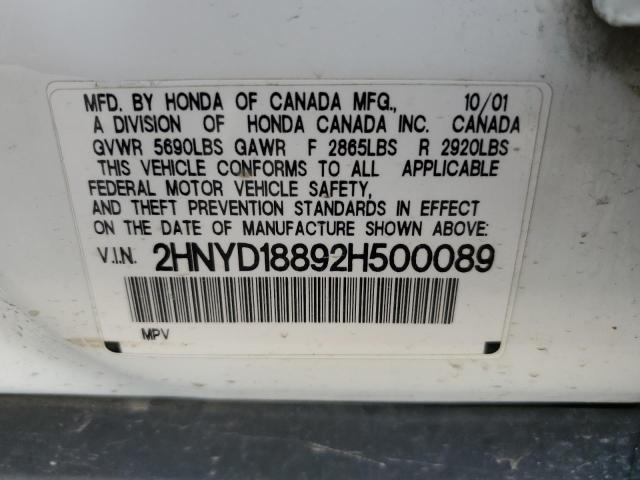 MFD. BY HONDA OF CANADA MFG., 10/01
A DIVISION OF HONDA CANADA INC. CANADA
GVWR 5690LBS GAWR F 2865LBS R 2920LBS
THIS VEHICLE CONFORMS TO ALL APPLICABLE
FEDERAL MOTOR VEHICLE SAFETY,
AND THEFT PREVENTION STANDARDS IN EFFECT
ON THE DATE OF MANUFACTURE SHOWN ABOVE:
V.I.N. 2HNYD18892H500089
MPV